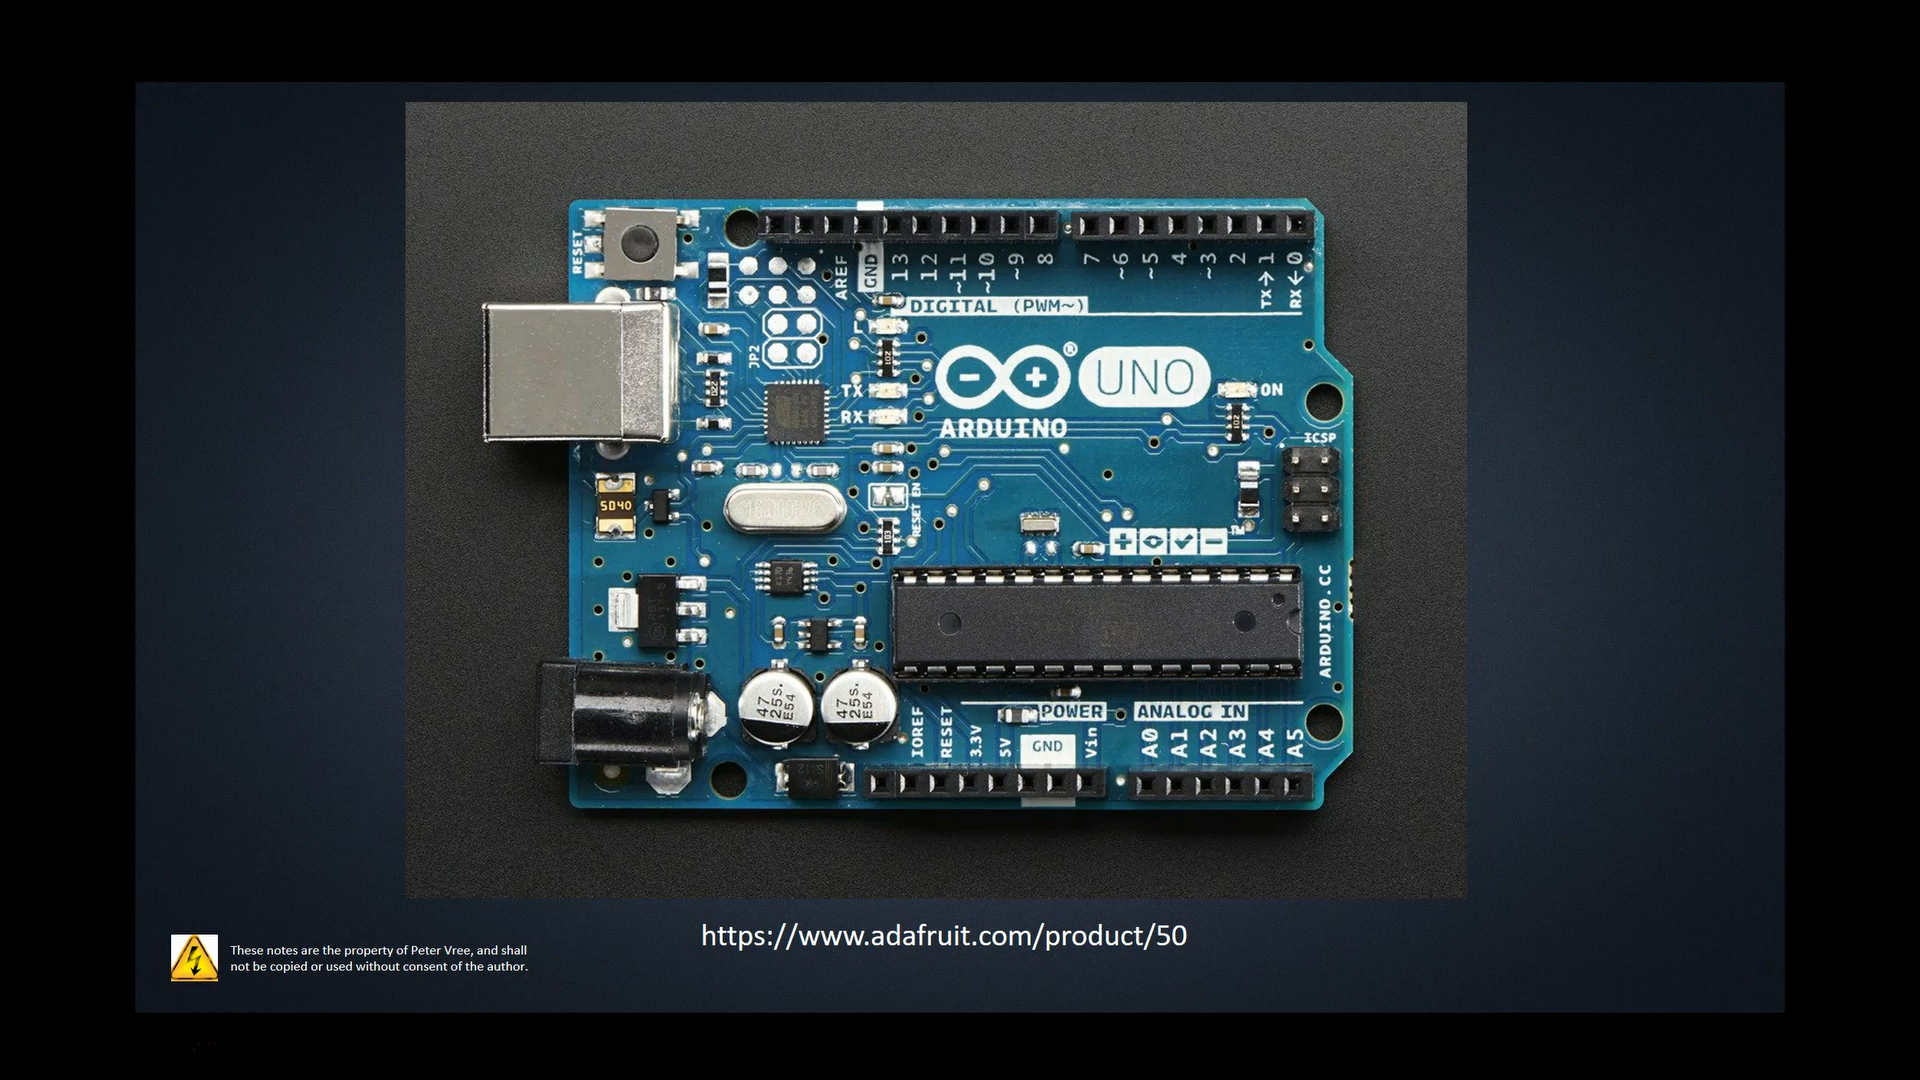 RESET
AREF
GND
13
12
~11
~10
~9
8
7
~6
~5
4
~3
2
TX→1
RX←0
DIGITAL (PWM~)
L
JP2
TX
RX
®
UNO
ARDUINO
ON
ICSP
5D40
RESET EN
TM
ARDUINO.CC
47
25s.
E54
47
25s.
E54
POWER
ANALOG IN
IOREF
RESET
3.3V
5V
GND
Vin
A0
A1
A2
A3
A4
A5
https://www.adafruit.com/product/50
These notes are the property of Peter Vree, and shall
not be copied or used without consent of the author.